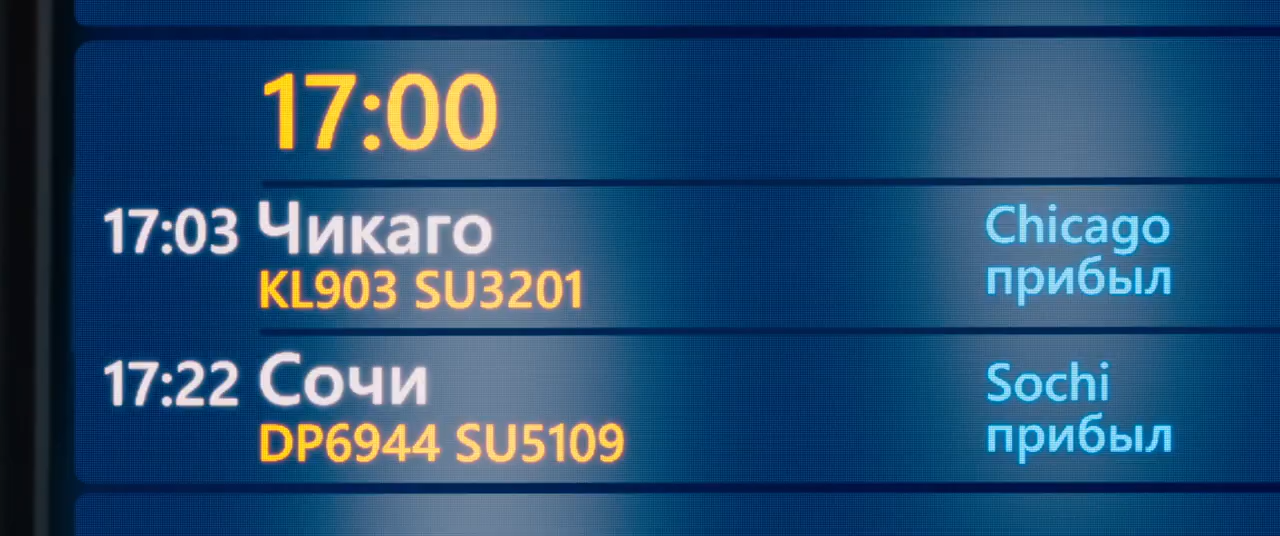 17:00
17:03 Чикаго Chicago
KL903 SU3201 прибыл
17:22 Сочи Sochi
DP6944 SU5109 прибыл